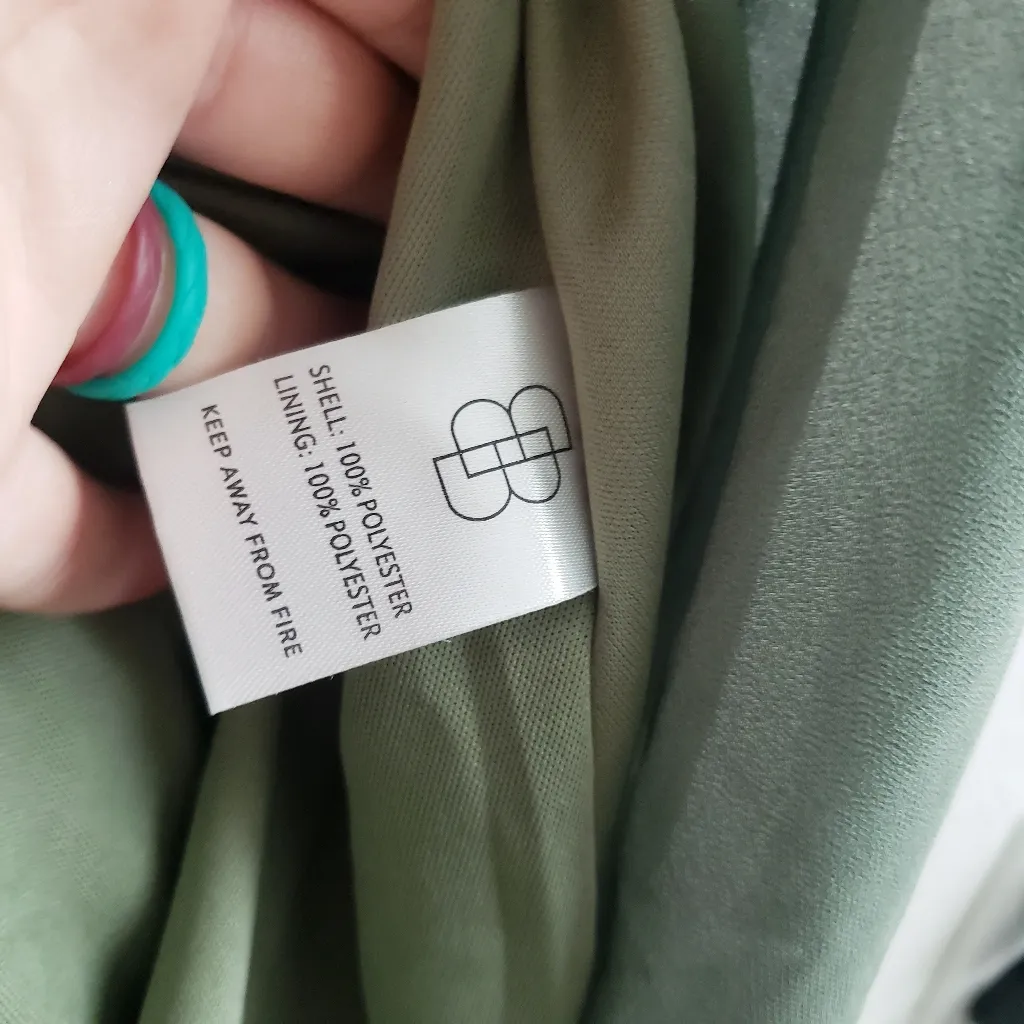 SHELL: 100% POLYESTER
LINING: 100% POLYESTER
KEEP AWAY FROM FIRE